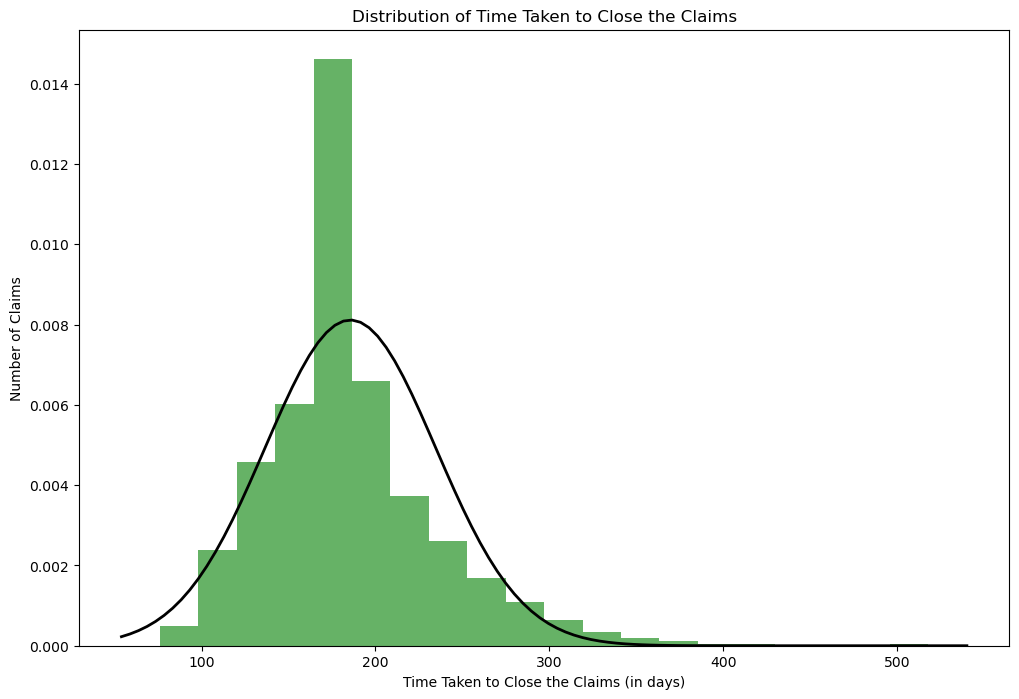 Distribution of Time Taken to Close the Claims
0.014
0.012
0.010
0.008
0.006
0.004
0.002
0.000
Number of Claims
100 200 300 400 500
Time Taken to Close the Claims (in days)